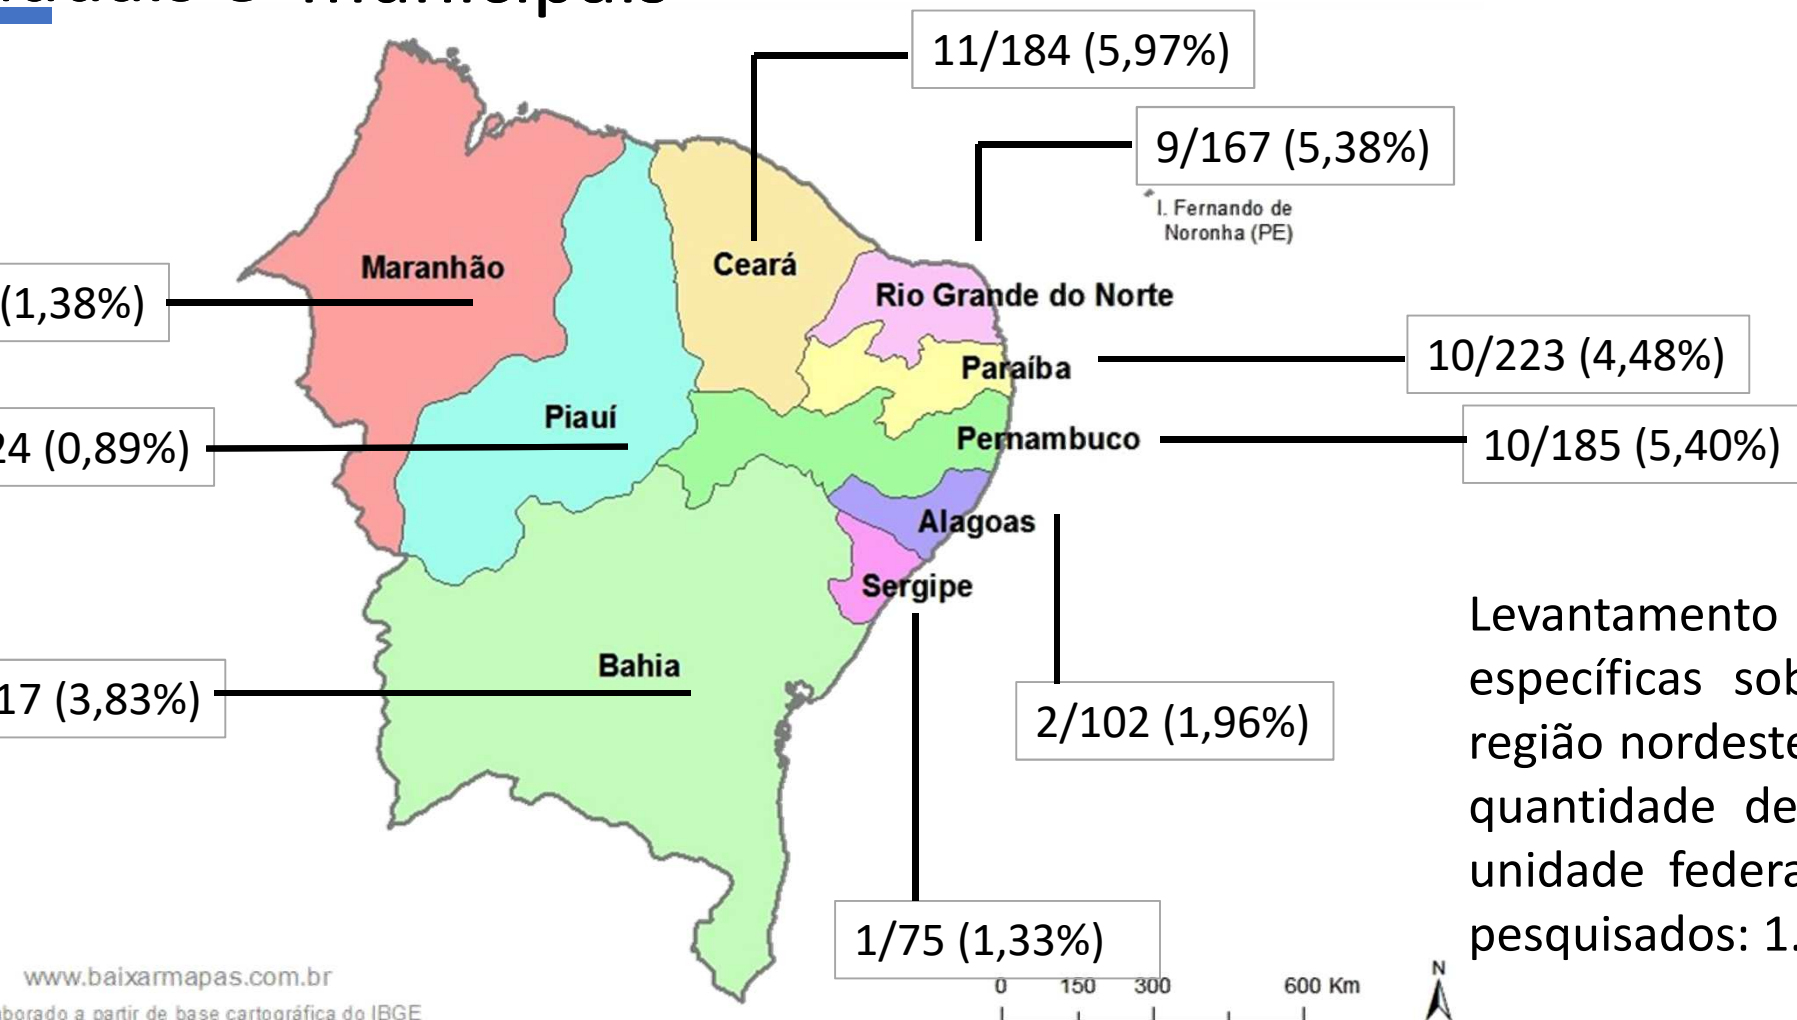 municipais
11/184 (5,97%)
9/167 (5,38%)
I. Fernando de
Noronha (PE)
Maranhão
Ceará
(1,38%)
Rio Grande do Norte
10/223 (4,48%)
Paraíba
Piauí
24 (0,89%)
Pernambuco
10/185 (5,40%)
Alagoas
Sergipe
Levantamento
específicas sob
região nordeste
quantidade de
unidade federa
pesquisados: 1.
Bahia
17 (3,83%)
2/102 (1,96%)
1/75 (1,33%)
www.baixarmapas.com.br
borado a partir de base cartográfica do IBGE
0 150 300 600 Km
N